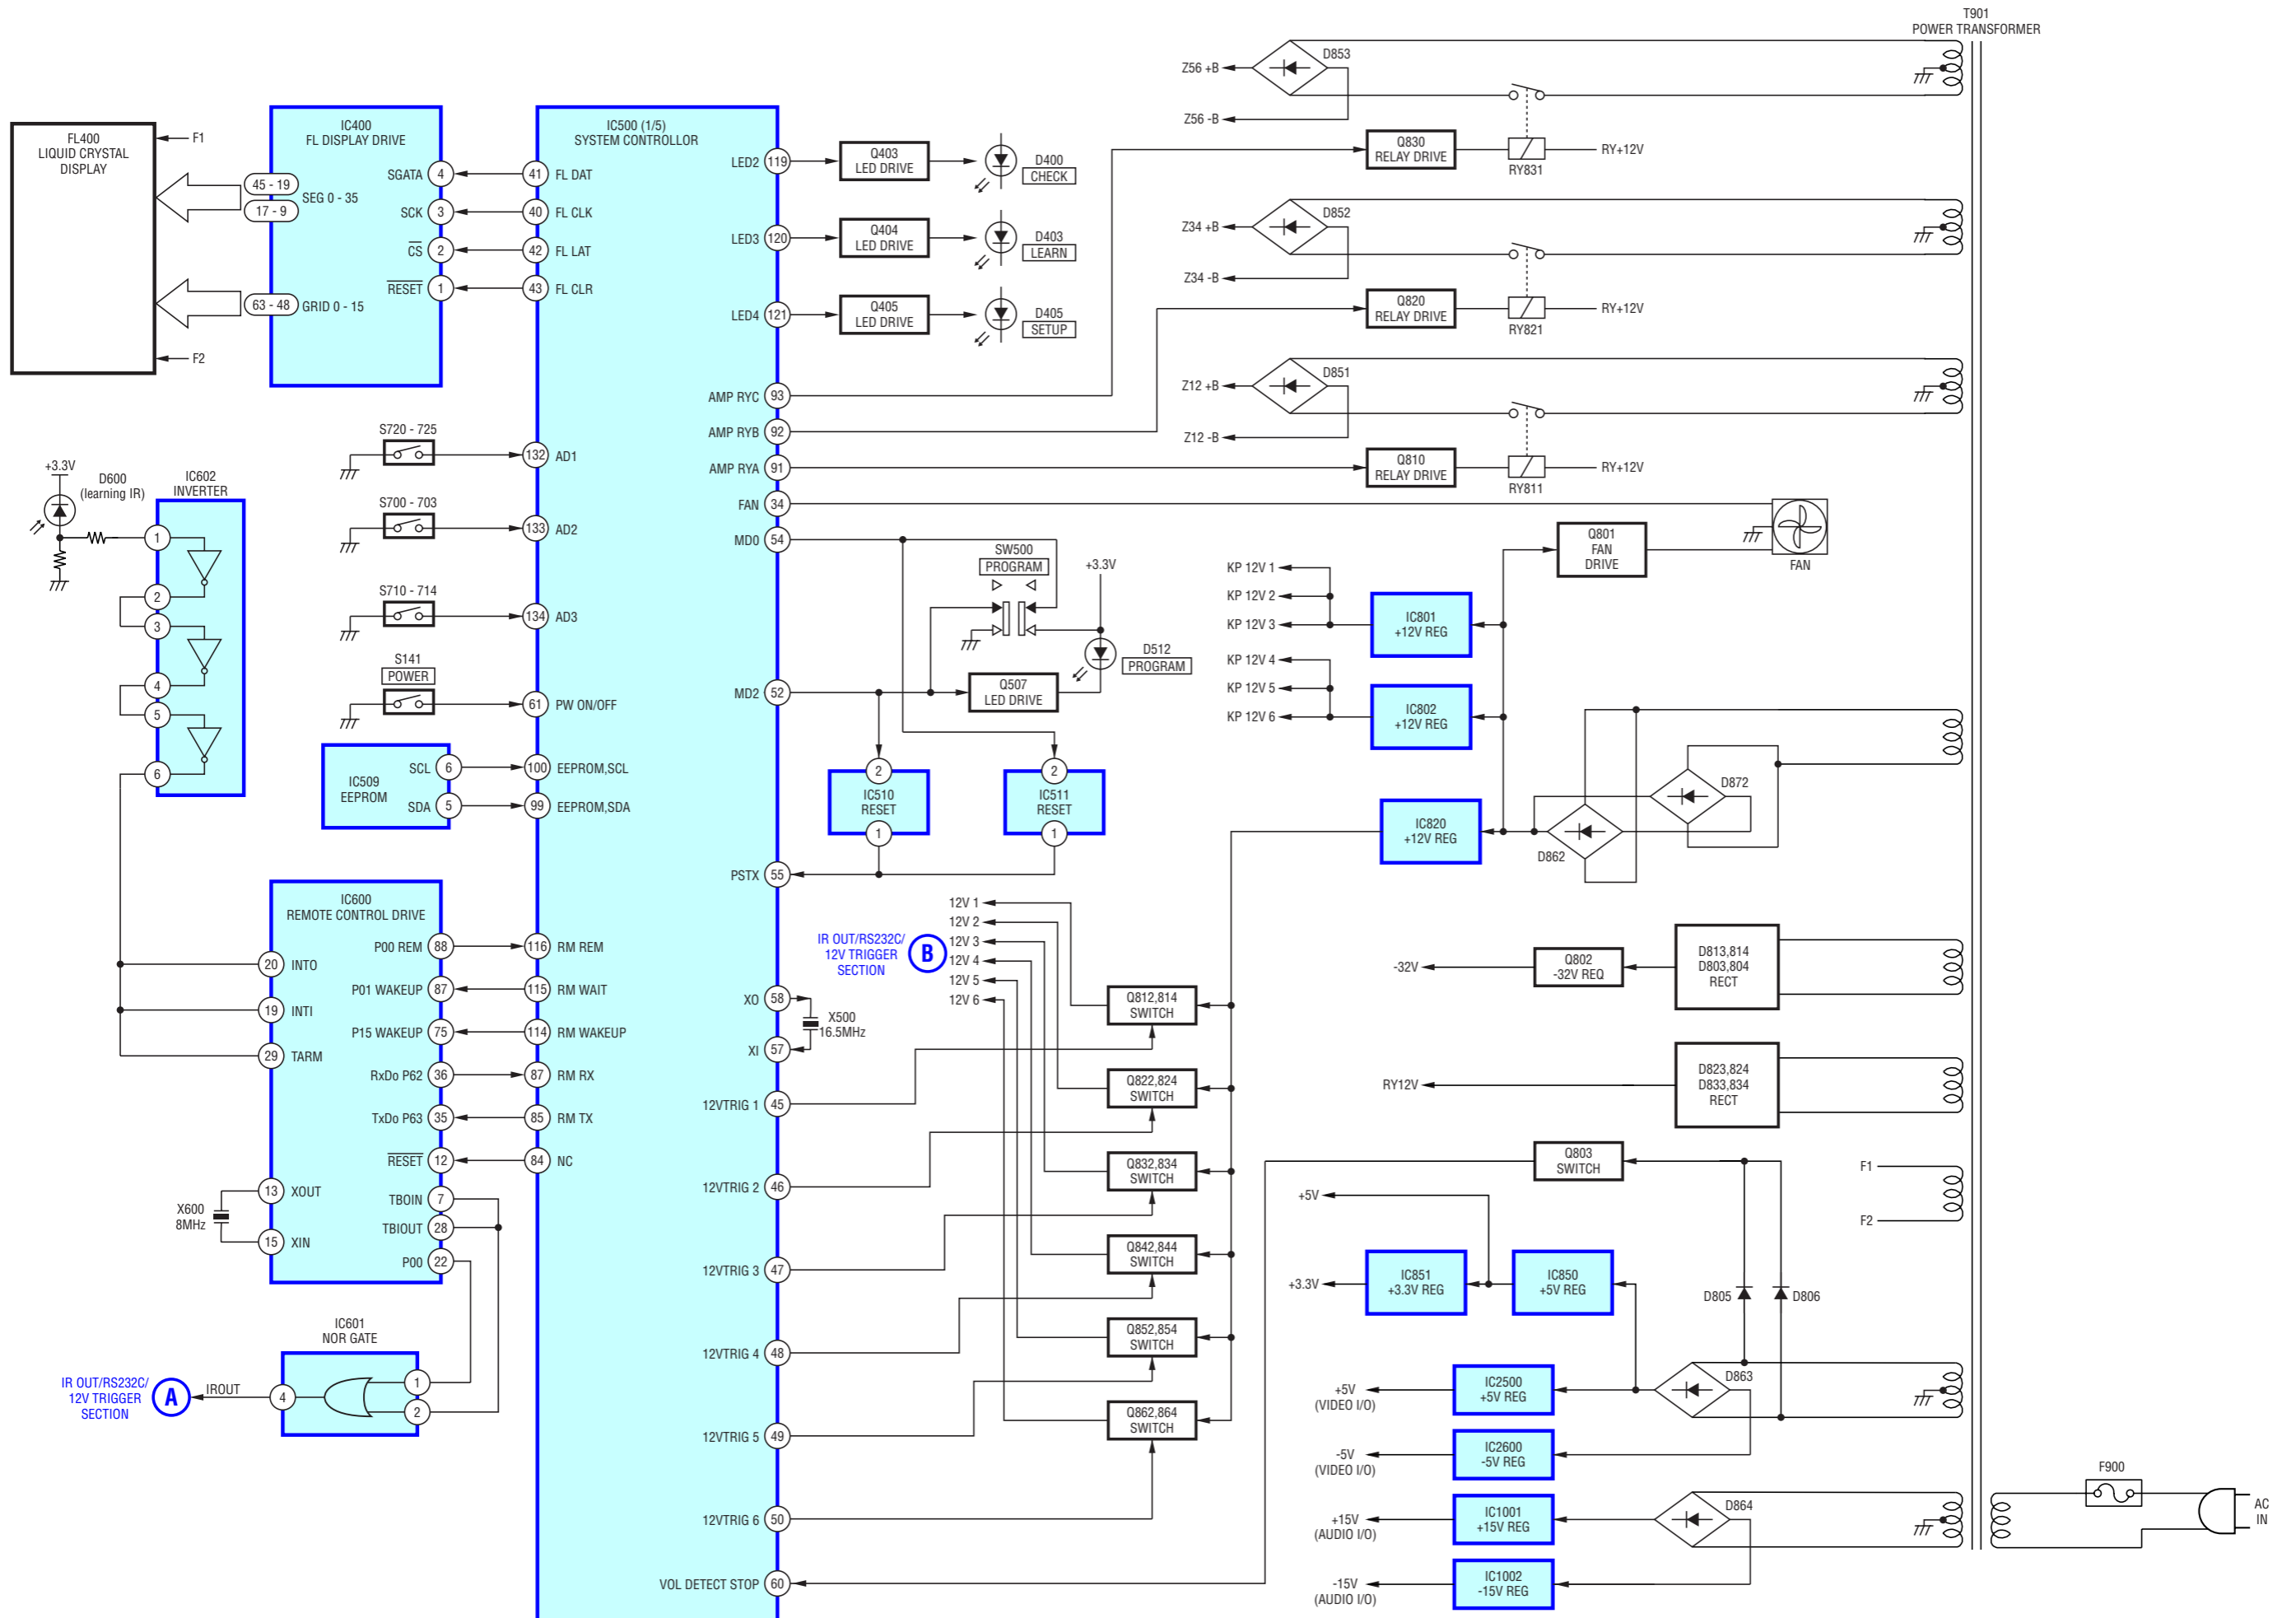 T901
POWER TRANSFORMER
D853
Z56 +B
Z56 -B
Q830
RELAY DRIVE
RY831
RY+12V
D852
Z34 +B
Z34 -B
Q820
RELAY DRIVE
RY821
RY+12V
D851
Z12 +B
Z12 -B
Q810
RELAY DRIVE
RY811
RY+12V
FL400
LIQUID CRYSTAL
DISPLAY
F1
F2
IC400
FL DISPLAY DRIVE
45 - 19
17 - 9
SEG 0 - 35
63 - 48
GRID 0 - 15
SGATA
4
SCK
3
CS
2
RESET
1
IC500 (1/5)
SYSTEM CONTROLLOR
41
FL DAT
40
FL CLK
42
FL LAT
43
FL CLR
LED2
119
Q403
LED DRIVE
D400
CHECK
LED3
120
Q404
LED DRIVE
D403
LEARN
LED4
121
Q405
LED DRIVE
D405
SETUP
AMP RYC
93
AMP RYB
92
AMP RYA
91
FAN
34
MD0
54
MD2
52
PSTX
55
XO
58
XI
57
X500
16.5MHz
12VTRIG 1
45
12VTRIG 2
46
12VTRIG 3
47
12VTRIG 4
48
12VTRIG 5
49
12VTRIG 6
50
VOL DETECT STOP
60
S720 - 725
132
AD1
S700 - 703
133
AD2
S710 - 714
134
AD3
S141
POWER
61
PW ON/OFF
IC509
EEPROM
SCL
6
100
EEPROM,SCL
SDA
5
99
EEPROM,SDA
+3.3V
D600
(learning IR)
IC602
INVERTER
1
2
3
4
5
6
IC600
REMOTE CONTROL DRIVE
20
INTO
19
INTI
29
TARM
13
XOUT
15
XIN
X600
8MHz
P00 REM
88
116
RM REM
P01 WAKEUP
87
115
RM WAIT
P15 WAKEUP
75
114
RM WAKEUP
RxDo P62
36
87
RM RX
TxDo P63
35
85
RM TX
RESET
12
84
NC
TBOIN
7
TBIOUT
28
P00
22
IC601
NOR GATE
1
2
4
IROUT
IR OUT/RS232C/
12V TRIGGER
SECTION
A
SW500
PROGRAM
+3.3V
D512
PROGRAM
Q507
LED DRIVE
2
IC510
RESET
1
2
IC511
RESET
1
IR OUT/RS232C/
12V TRIGGER
SECTION
B
12V 1
12V 2
12V 3
12V 4
12V 5
12V 6
Q812,814
SWITCH
Q822,824
SWITCH
Q832,834
SWITCH
Q842,844
SWITCH
Q852,854
SWITCH
Q862,864
SWITCH
Q801
FAN
DRIVE
FAN
KP 12V 1
KP 12V 2
KP 12V 3
IC801
+12V REG
KP 12V 4
KP 12V 5
KP 12V 6
IC802
+12V REG
IC820
+12V REG
D872
D862
-32V
Q802
-32V REQ
D813,814
D803,804
RECT
RY12V
D823,824
D833,834
RECT
Q803
SWITCH
F1
F2
+5V
+3.3V
IC851
+3.3V REG
IC850
+5V REG
D805
D806
+5V
(VIDEO I/O)
IC2500
+5V REG
D863
-5V
(VIDEO I/O)
IC2600
-5V REG
+15V
(AUDIO I/O)
IC1001
+15V REG
D864
-15V
(AUDIO I/O)
IC1002
-15V REG
F900
AC
IN